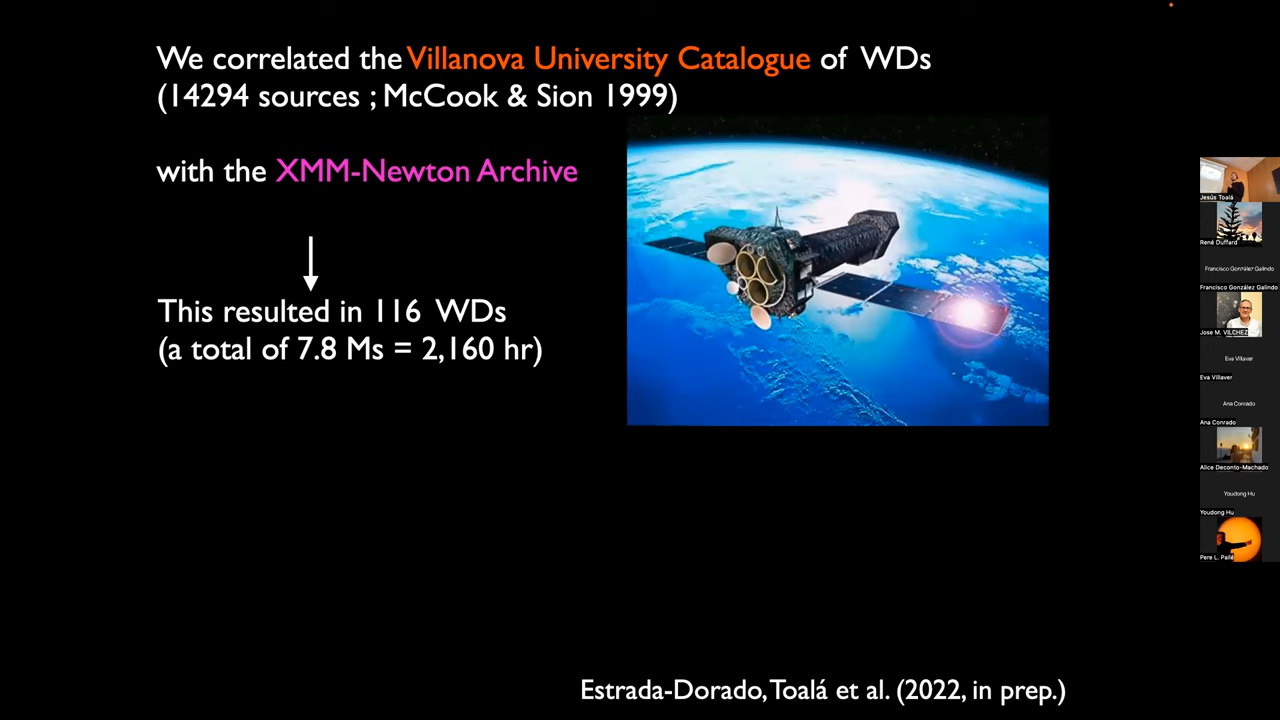 We correlated the Villanova University Catalogue of WDs
(14294 sources ; McCook & Sion 1999)
with the XMM-Newton Archive
This resulted in 116 WDs
(a total of 7.8 Ms = 2,160 hr)
Estrada-Dorado, Toalá et al. (2022, in prep.)
Jesús Toalá
René Duffard
Francisco González Galindo
Francisco González Galindo
Jose M. VILCHEZ
Eva Villaver
Eva Villaver
Ana Conrado
Ana Conrado
Alice Deconto-Machado
Youdong Hu
Youdong Hu
Pere L. Pallé